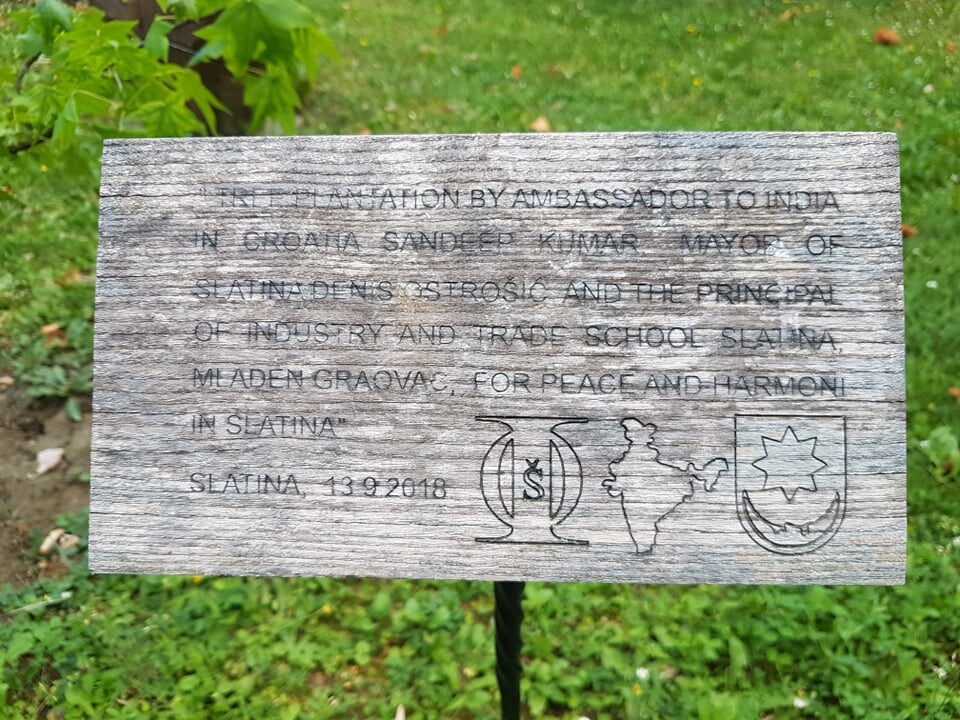 " TREE PLANTATION BY AMBASSADOR TO INDIA
IN CROATIA SANDEEP KUMAR MAYOR OF
SLATINA DENIS OSTROŠIĆ AND THE PRINCIPAL
OF INDUSTRY AND TRADE SCHOOL SLATINA,
MLADEN GRAOVAC, FOR PEACE AND HARMONI
IN SLATINA"
SLATINA, 13.9.2018.
Š